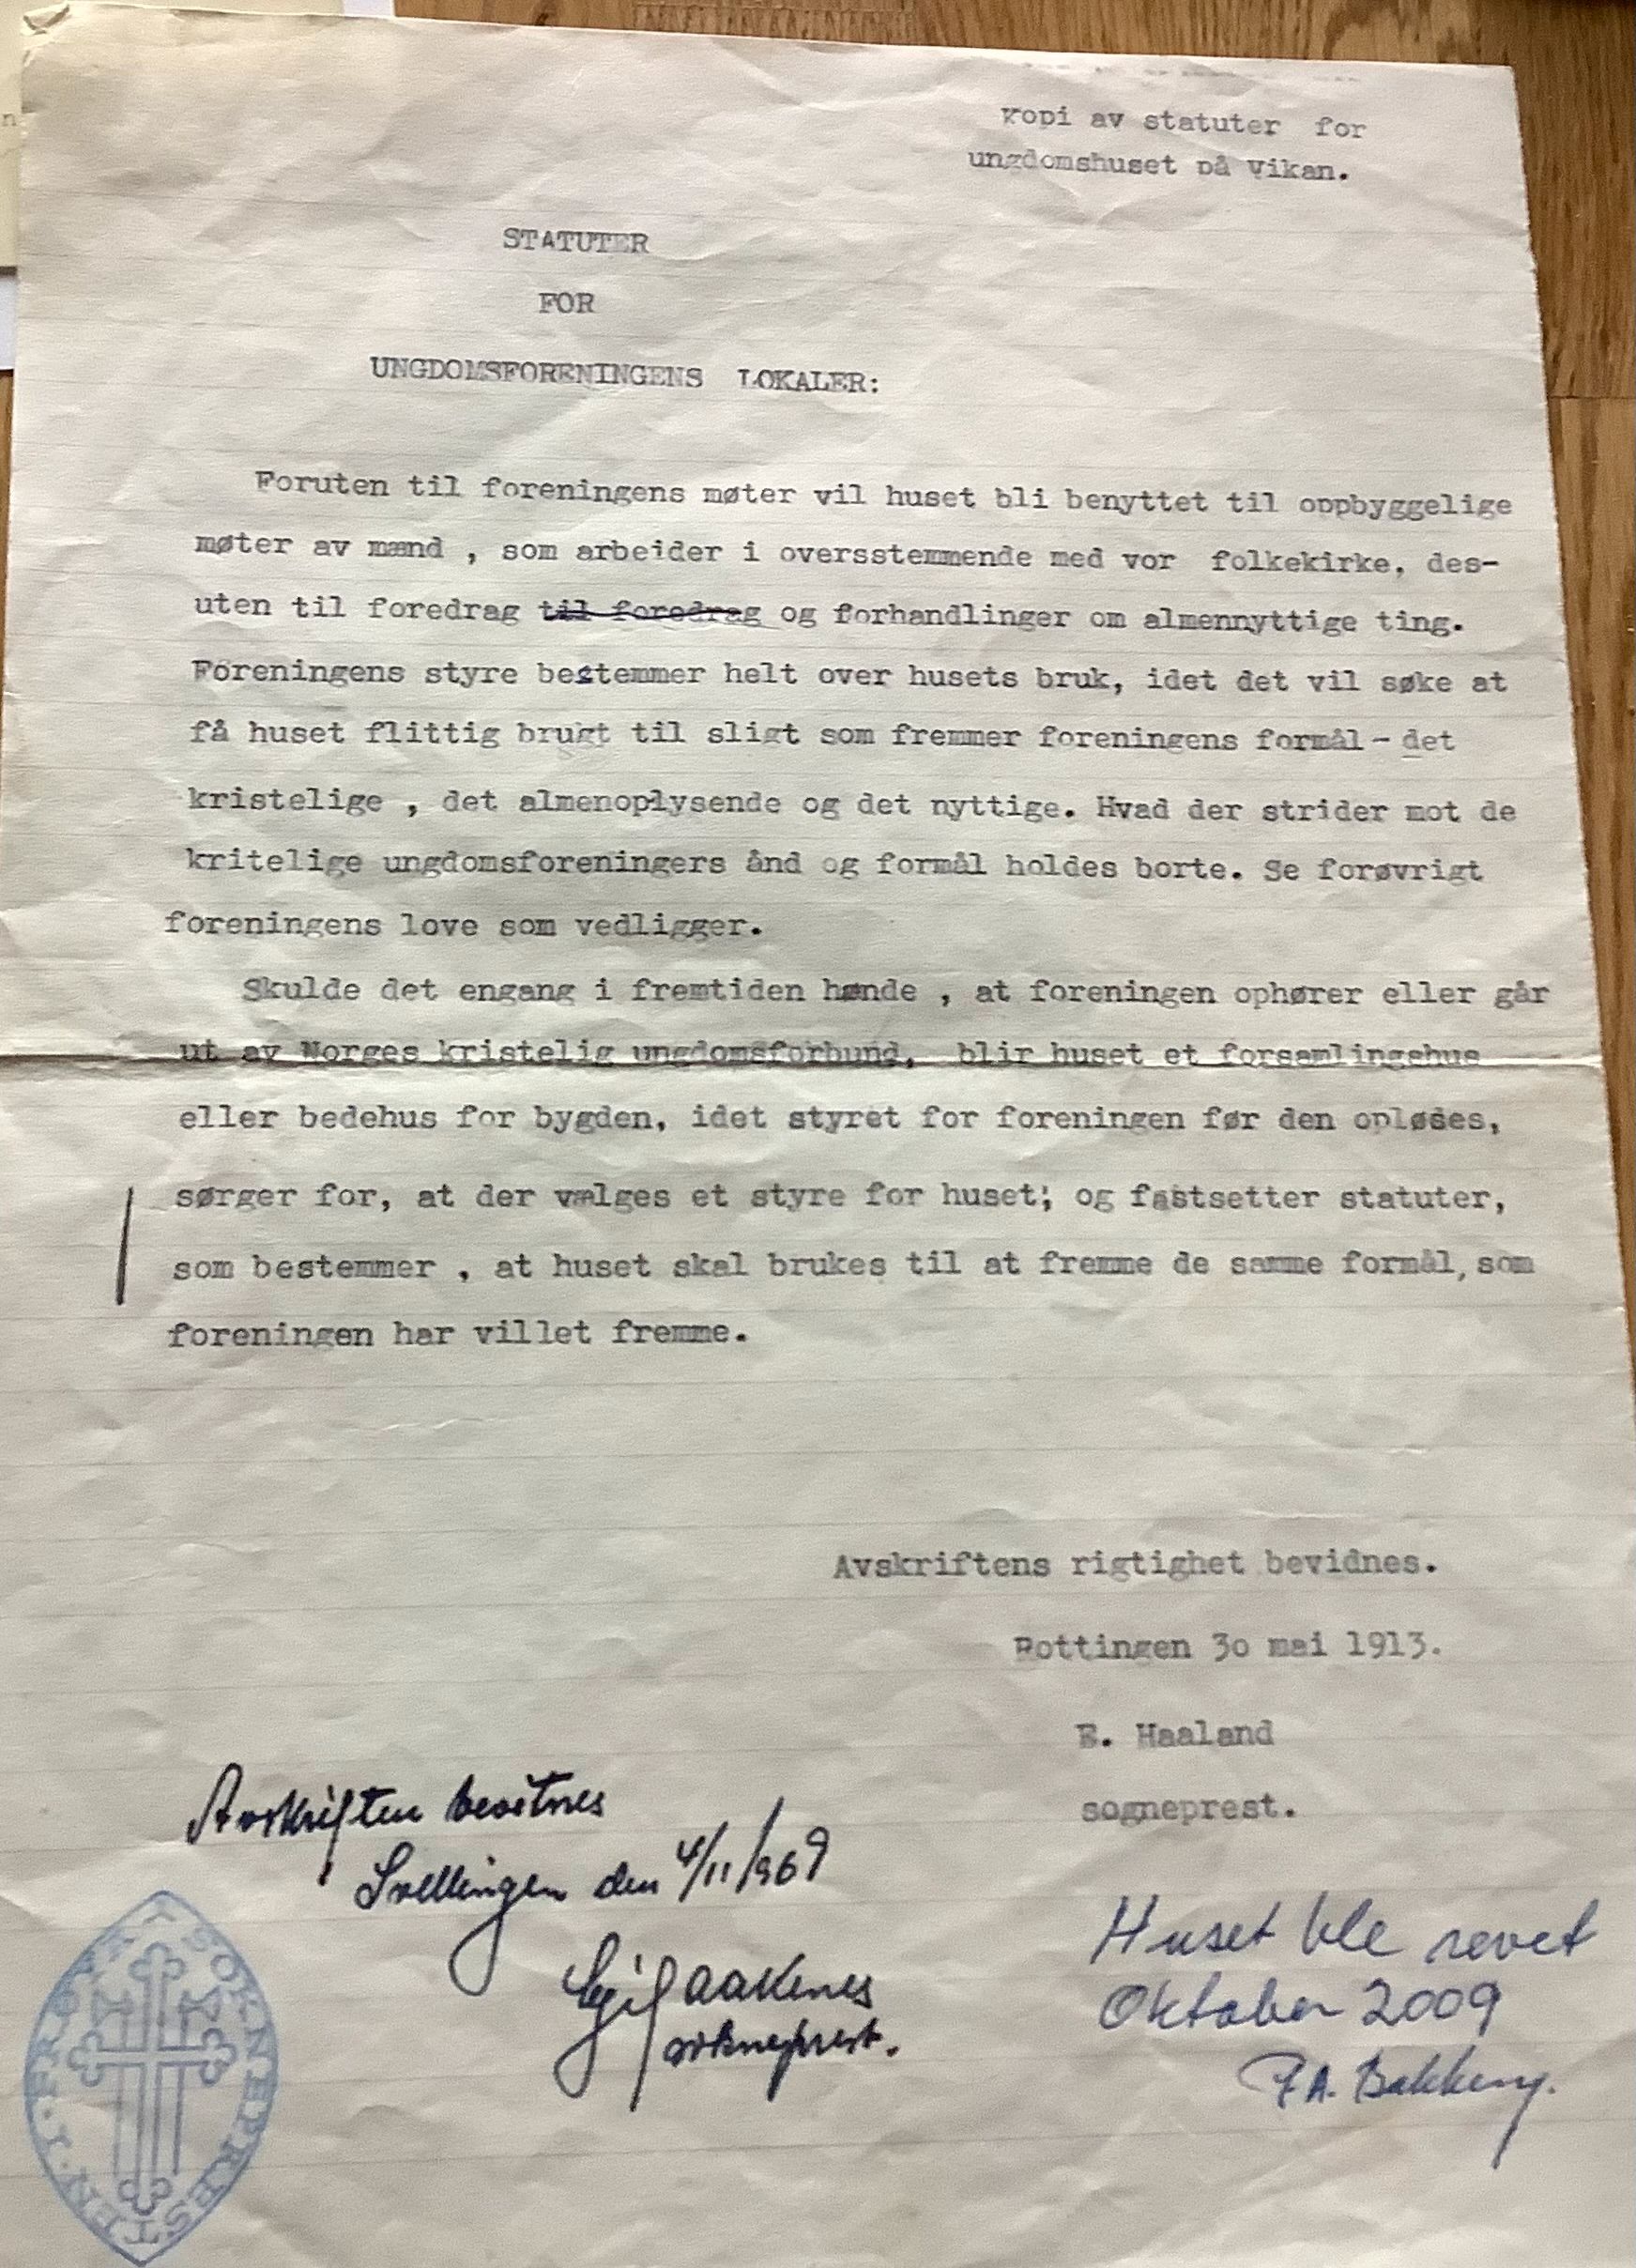 Kopi av statuter for
ungdomshuset på Vikan.
STATUTER
FOR
UNGDOMSFORENINGENS LOKALER:
Foruten til foreningens møter vil huset bli benyttet til oppbyggelige
møter av mænd , som arbeider i oversstemmende med vor folkekirke, des-
uten til foredrag til foredrag og forhandlinger om almennyttige ting.
Foreningens styre bestemmer helt over husets bruk, idet det vil søke at
få huset flittig brugt til sligt som fremmer foreningens formål - det
kristelige , det almenoplysende og det nyttige. Hvad der strider mot de
kritelige ungdomsforeningers ånd og formål holdes borte. Se forøvrigt
foreningens love som vedligger.
Skulde det engang i fremtiden hænde , at foreningen ophører eller går
ut av Norges kristelig ungdomsforbund, blir huset et forsamlingshus
eller bedehus for bygden, idet styret for foreningen før den opløses,
sørger for, at der vælges et styre for huset; og fastsetter statuter,
som bestemmer , at huset skal brukes til at fremme de samme formål, som
foreningen har villet fremme.
Avskriftens rigtighet bevidnes.
Rottingen 30 mai 1913.
E. Haaland
sogneprest.
Avskriften bevitnes
Svellingen den 4/11/1969
Egil Aakenes
sokneprest.
Huset ble revet
Oktober 2009
SOKNEPRESTEN I FRØYA